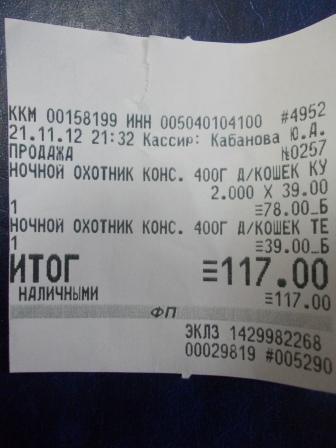 ККМ 00158199 ИНН 005040104100 #4952
21.11.12 21:32 Кассир: Кабанова Ю.А.
ПРОДАЖА №0257
НОЧНОЙ ОХОТНИК КОНС. 400Г Д/КОШЕК КУ
2.000 X 39.00
1 ≡78.00_Б
НОЧНОЙ ОХОТНИК КОНС. 400Г Д/КОШЕК ТЕ
1 ≡39.00_Б
ИТОГ ≡117.00
НАЛИЧНЫМИ ≡117.00
ФП
ЭКЛЗ 1429982268
00029819 #005290